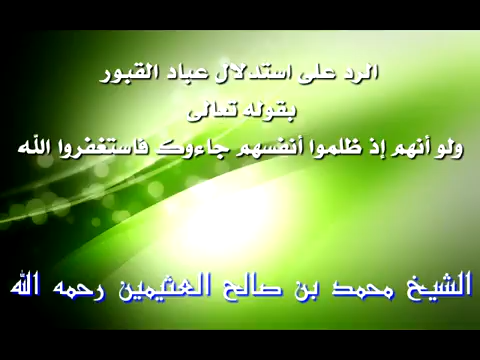 الرد على استدلال عباد القبور
بقوله تعالى
ولو أنهم إذ ظلموا أنفسهم جاءوك فاستغفروا الله
الشيخ محمد بن صالح العثيمين رحمه الله